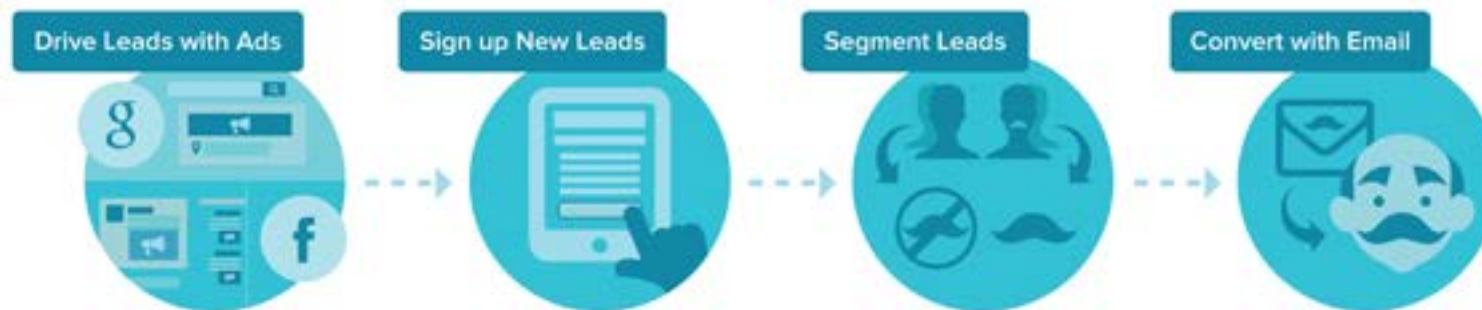 Drive Leads with Ads
Sign up New Leads
Segment Leads
Convert with Email
g
f